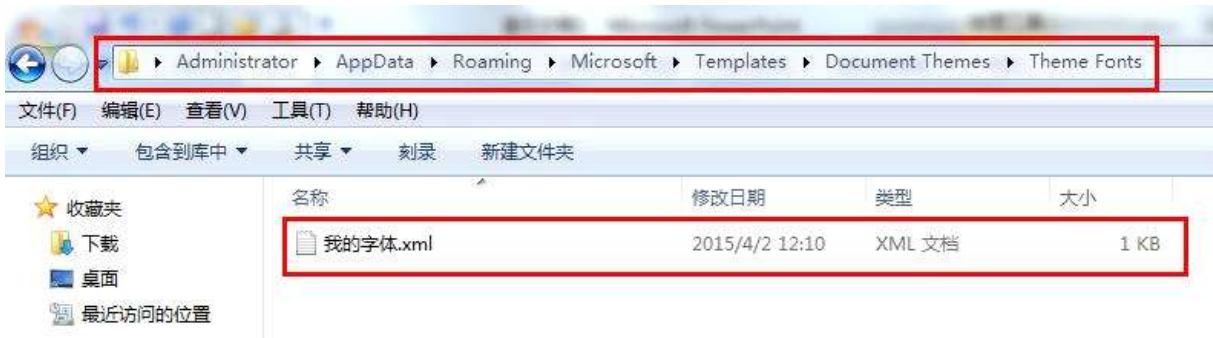 Administrator ▸ AppData ▸ Roaming ▸ Microsoft ▸ Templates ▸ Document Themes ▸ Theme Fonts
文件(F) 编辑(E) 查看(V) 工具(T) 帮助(H)
组织 ▼ 包含到库中 ▼ 共享 ▼ 刻录 新建文件夹
名称 修改日期 类型 大小
收藏夹
我的字体.xml 2015/4/2 12:10 XML 文档 1 KB
下载
桌面
最近访问的位置